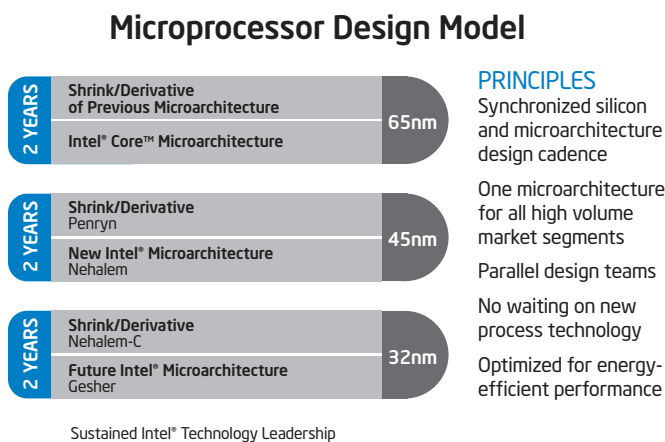 Microprocessor Design Model
2 YEARS
Shrink/Derivative
of Previous Microarchitecture
Intel® Core™ Microarchitecture
65nm
2 YEARS
Shrink/Derivative
Penryn
New Intel® Microarchitecture
Nehalem
45nm
2 YEARS
Shrink/Derivative
Nehalem-C
Future Intel® Microarchitecture
Gesher
32nm
PRINCIPLES
Synchronized silicon
and microarchitecture
design cadence
One microarchitecture
for all high volume
market segments
Parallel design teams
No waiting on new
process technology
Optimized for energy-
efficient performance
Sustained Intel® Technology Leadership